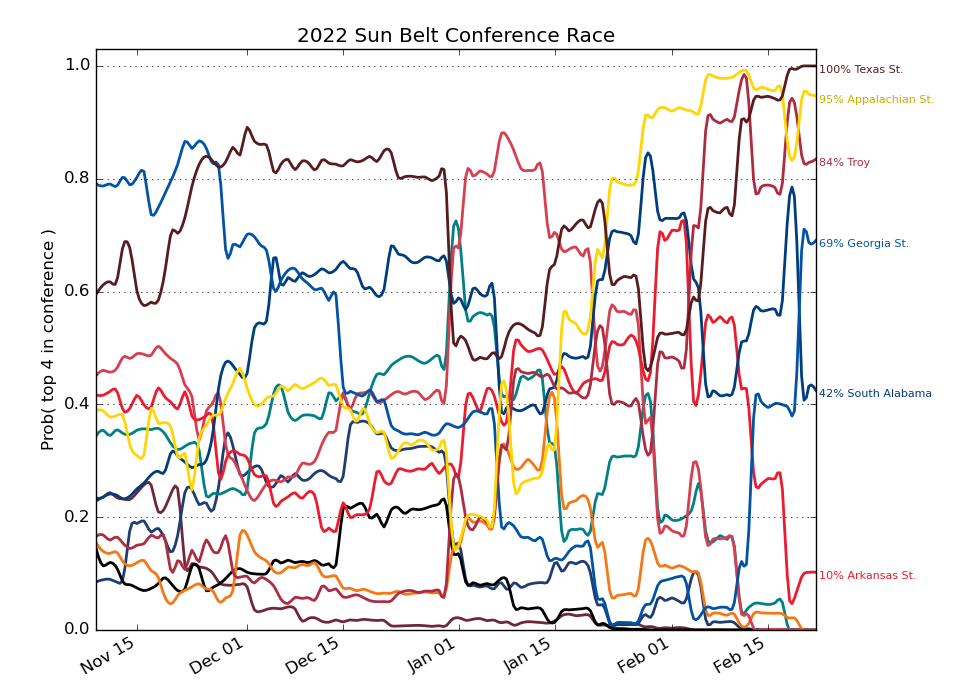 2022 Sun Belt Conference Race
Prob( top 4 in conference )
1.0
0.8
0.6
0.4
0.2
0.0
Nov 15
Dec 01
Dec 15
Jan 01
Jan 15
Feb 01
Feb 15
100% Texas St.
95% Appalachian St.
84% Troy
69% Georgia St.
42% South Alabama
10% Arkansas St.